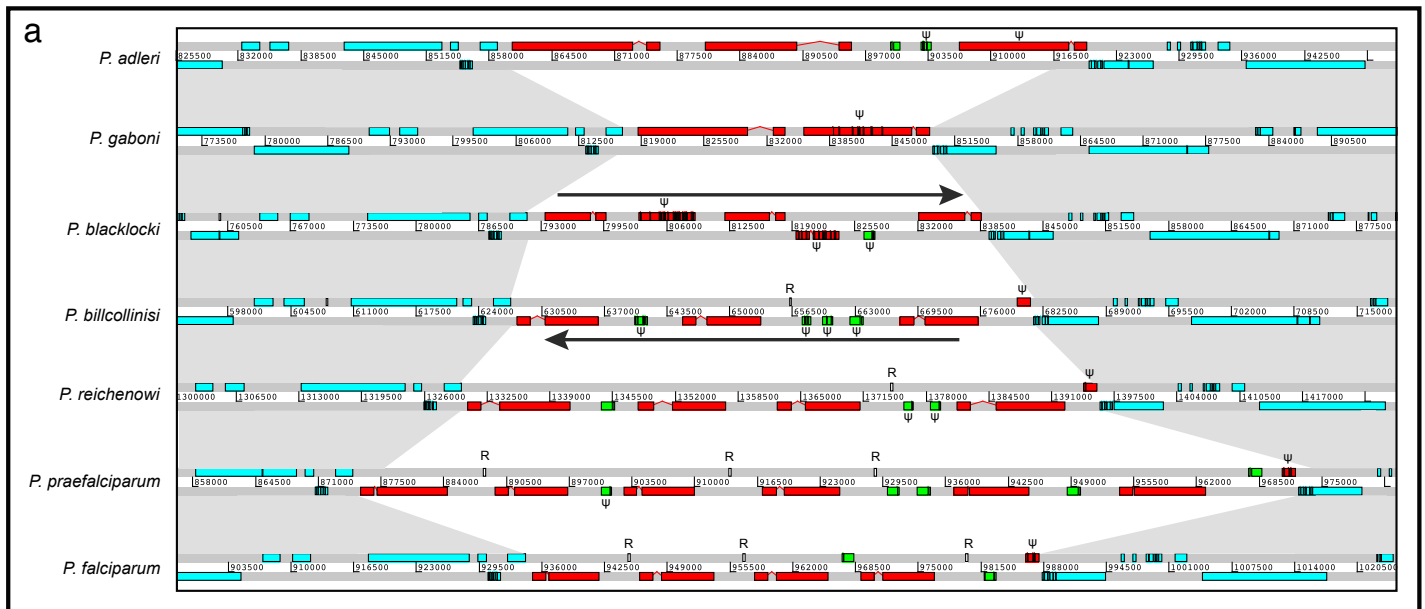 a
ψ ψ
P. adleri
825500 832000 838500 845000 851500 858000 864500 871000 877500 884000 890500 897000 903500 910000 916500 923000 929500 936000 942500
ψ
P. gaboni
773500 780000 786500 793000 799500 806000 812500 819000 825500 832000 838500 845000 851500 858000 864500 871000 877500 884000 890500
ψ
P. blacklocki
760500 767000 773500 780000 786500 793000 799500 806000 812500 819000 825500 832000 838500 845000 851500 858000 864500 871000 877500
ψ ψ
R ψ
P. billcollinisi
598000 604500 611000 617500 624000 630500 637000 643500 650000 656500 663000 669500 676000 682500 689000 695500 702000 708500 715000
ψ ψ ψ ψ
R ψ
P. reichenowi
1300000 1306500 1313000 1319500 1326000 1332500 1339000 1345500 1352000 1358500 1365000 1371500 1378000 1384500 1391000 1397500 1404000 1410500 1417000
ψ ψ
R R R ψ
P. praefalciparum
858000 864500 871000 877500 884000 890500 897000 903500 910000 916500 923000 929500 936000 942500 949000 955500 962000 968500 975000
ψ
R R R ψ
P. falciparum
903500 910000 916500 923000 929500 936000 942500 949000 955500 962000 968500 975000 981500 988000 994500 1001000 1007500 1014000 1020500